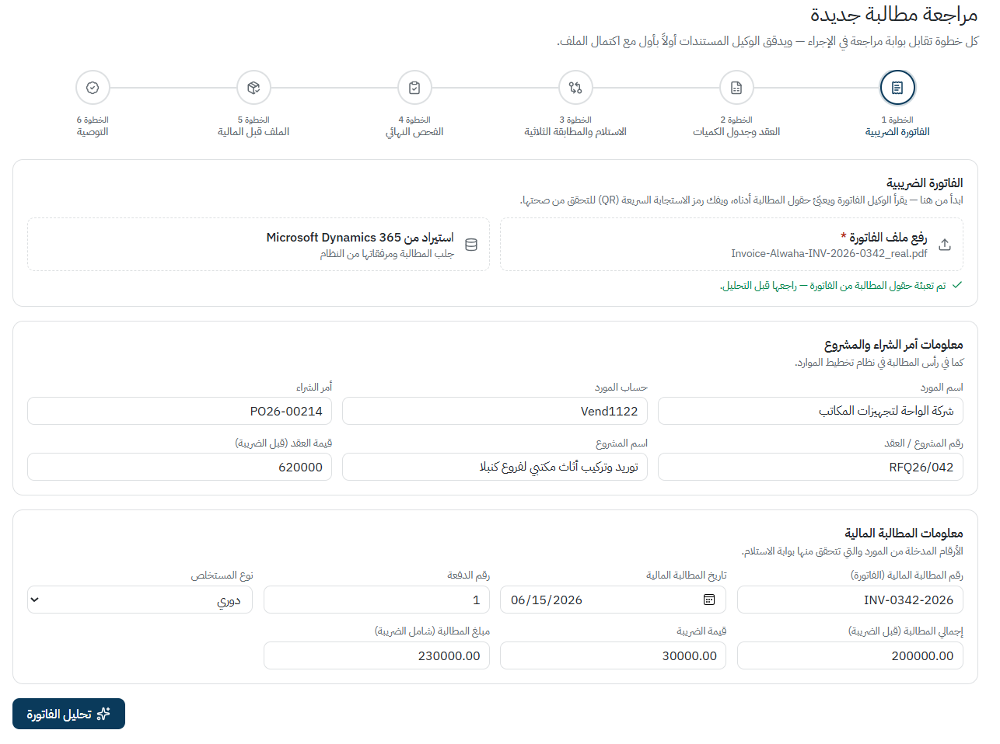 مراجعة مطالبة جديدة
كل خطوة تقابل بوابة مراجعة في الإجراء — ويدقق الوكيل المستندات أولاً بأول مع اكتمال الملف.
الخطوة 1
الفاتورة الضريبية
الخطوة 2
العقد وجدول الكميات
الخطوة 3
الاستلام والمطابقة الثلاثية
الخطوة 4
الفحص النهائي
الخطوة 5
الملف قبل المالية
الخطوة 6
التوصية
الفاتورة الضريبية
ابدأ من هنا — يقرأ الوكيل الفاتورة ويعبّئ حقول المطالبة أدناه، ويفك رمز الاستجابة السريعة (QR) للتحقق من صحتها.
رفع ملف الفاتورة *
Invoice-Alwaha-INV-2026-0342_real.pdf
استيراد من Microsoft Dynamics 365
جلب المطالبة ومرفقاتها من النظام
تم تعبئة حقول المطالبة من الفاتورة — راجعها قبل التحليل.
معلومات أمر الشراء والمشروع
كما في رأس المطالبة في نظام تخطيط الموارد.
اسم المورد
شركة الواحة لتجهيزات المكاتب
حساب المورد
Vend1122
أمر الشراء
PO26-00214
رقم المشروع / العقد
RFQ26/042
اسم المشروع
توريد وتركيب أثاث مكتبي لفروع كنبلا
قيمة العقد (قبل الضريبة)
620000
معلومات المطالبة المالية
الأرقام المدخلة من المورد والتي تتحقق منها بوابة الاستلام.
رقم المطالبة المالية (الفاتورة)
INV-0342-2026
تاريخ المطالبة المالية
06/15/2026
رقم الدفعة
1
نوع المستخلص
دوري
إجمالي المطالبة (قبل الضريبة)
200000.00
قيمة الضريبة
30000.00
مبلغ المطالبة (شامل الضريبة)
230000.00
تحليل الفاتورة